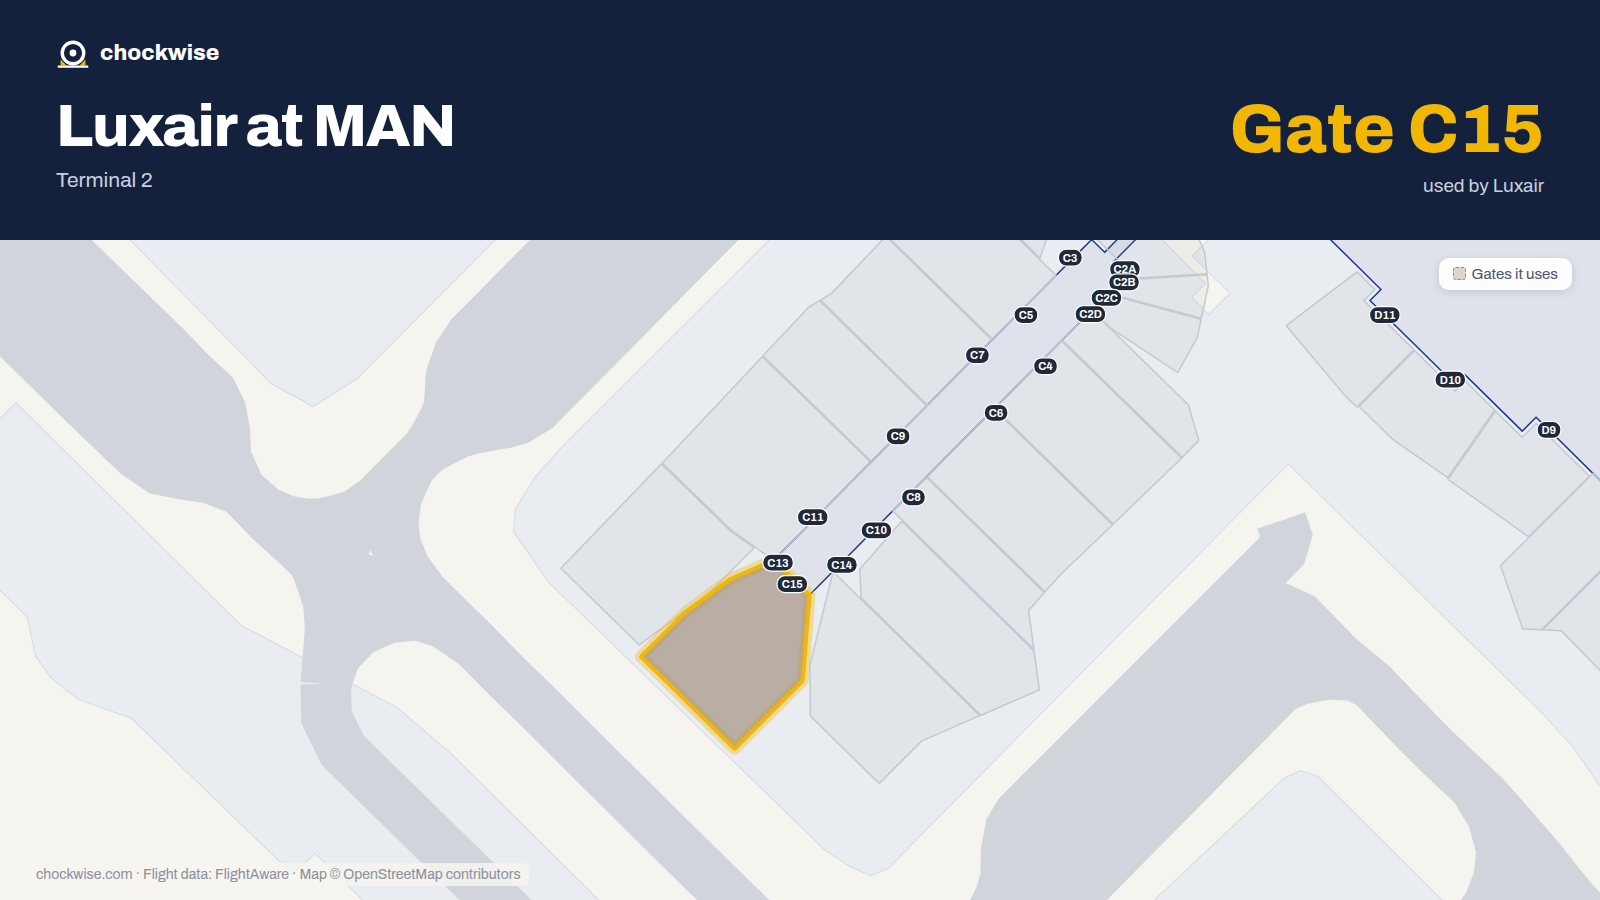 chockwise
Luxair at MAN
Terminal 2
Gate C15
used by Luxair
Gates it uses
C3
C2A
C2B
C2C
C2D
C5
C7
C4
C6
C9
C8
C11
C10
C13
C14
C15
D11
D10
D9
chockwise.com · Flight data: FlightAware · Map © OpenStreetMap contributors